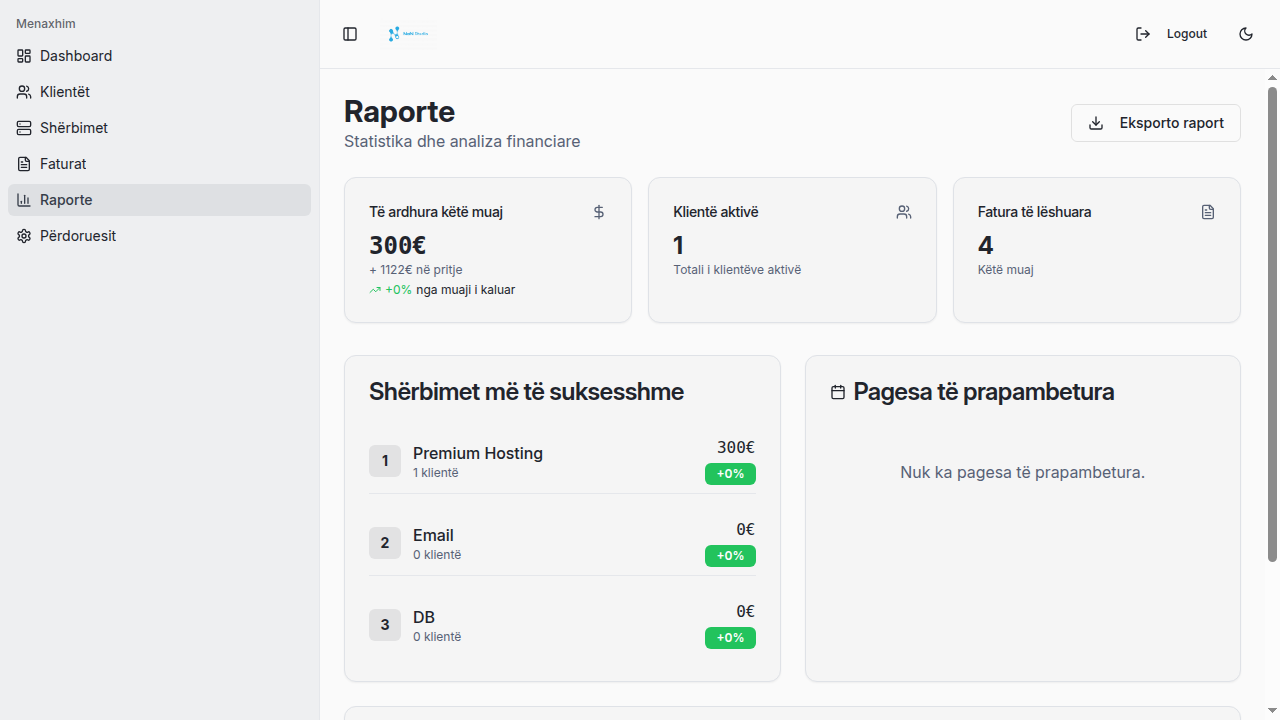 Menaxhim
Dashboard
Klientët
Shërbimet
Faturat
Raporte
Përdoruesit
Logout
Raporte
Statistika dhe analiza financiare
Eksporto raport
Të ardhura këtë muaj
300€
+ 1122€ në pritje
+0% nga muaji i kaluar
Klientë aktivë
1
Totali i klientëve aktivë
Fatura të lëshuara
4
Këtë muaj
Shërbimet më të suksesshme
1
Premium Hosting
1 klientë
300€
+0%
2
Email
0 klientë
0€
+0%
3
DB
0 klientë
0€
+0%
Pagesa të prapambetura
Nuk ka pagesa të prapambetura.